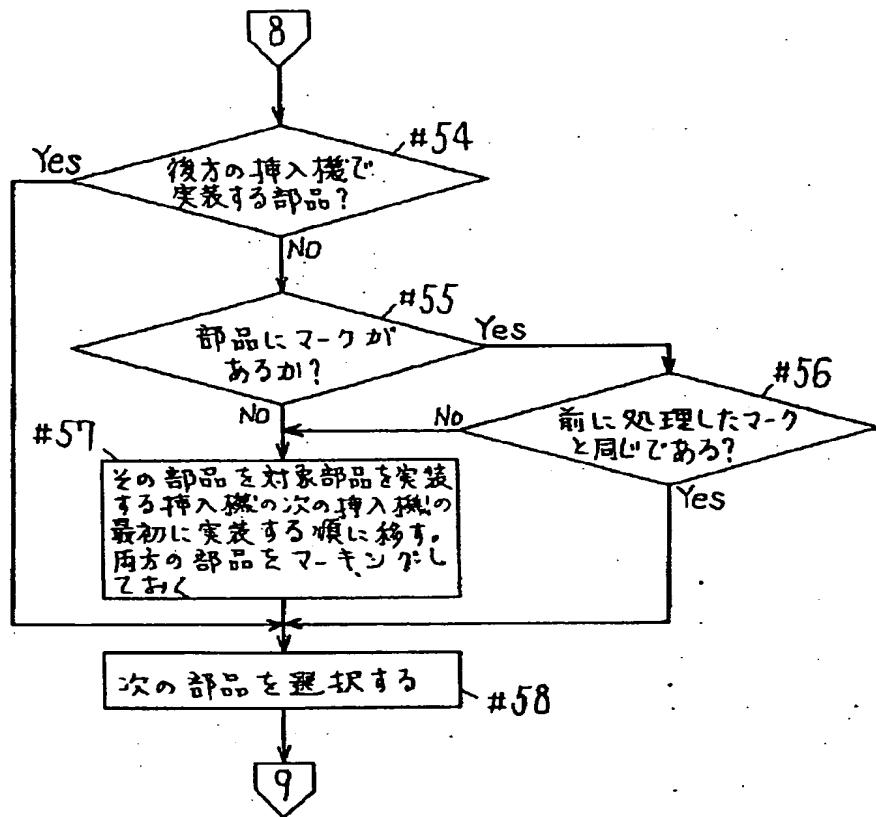 8
#54
Yes
後方の挿入機で
実装する部品?
No
#55
部品にマークが
あるか?
Yes
No
#56
前に処理したマーク
と同じである?
No
Yes
#57
その部品を対象部品を実装
する挿入機の次の挿入機の
最初に実装する順に移す。
両方の部品をマーキングし
ておく
次の部品を選択する
#58
9